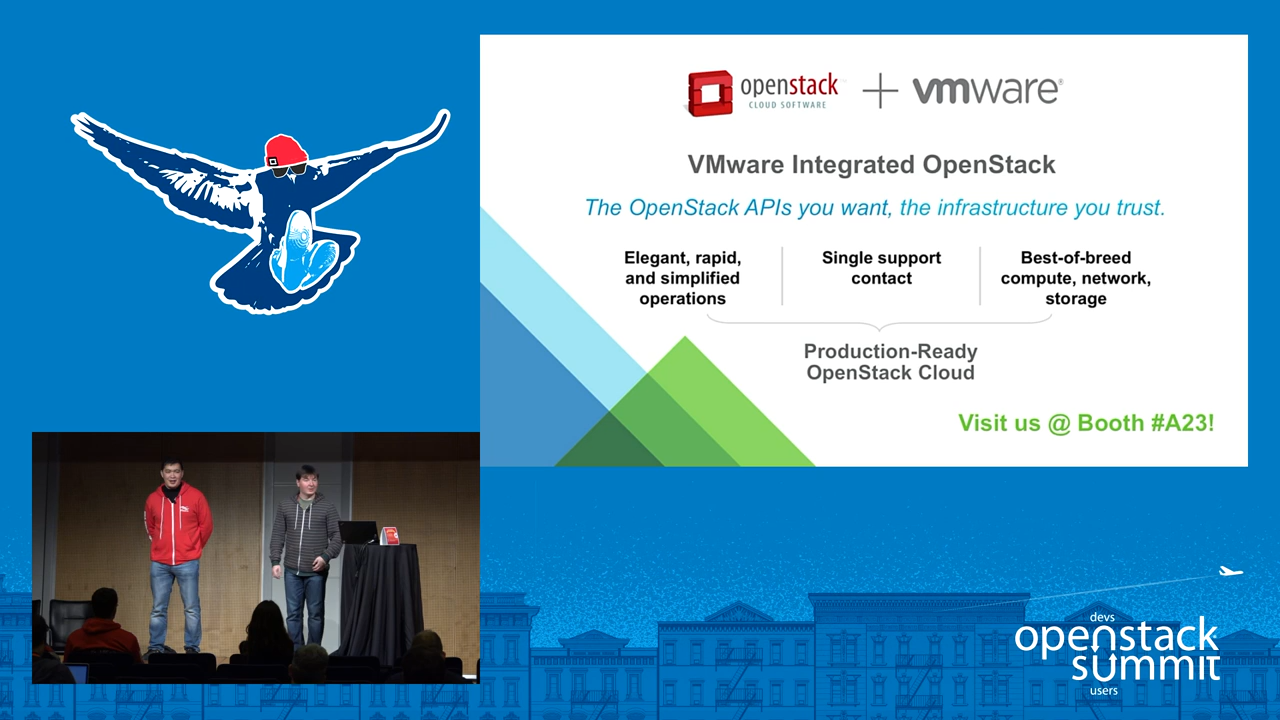 openstack
CLOUD SOFTWARE
vmware®
VMware Integrated OpenStack
The OpenStack APIs you want, the infrastructure you trust.
Elegant, rapid,
and simplified
operations
Single support
contact
Best-of-breed
compute, network,
storage
Production-Ready
OpenStack Cloud
Visit us @ Booth #A23!
devs
openstack
summit
users